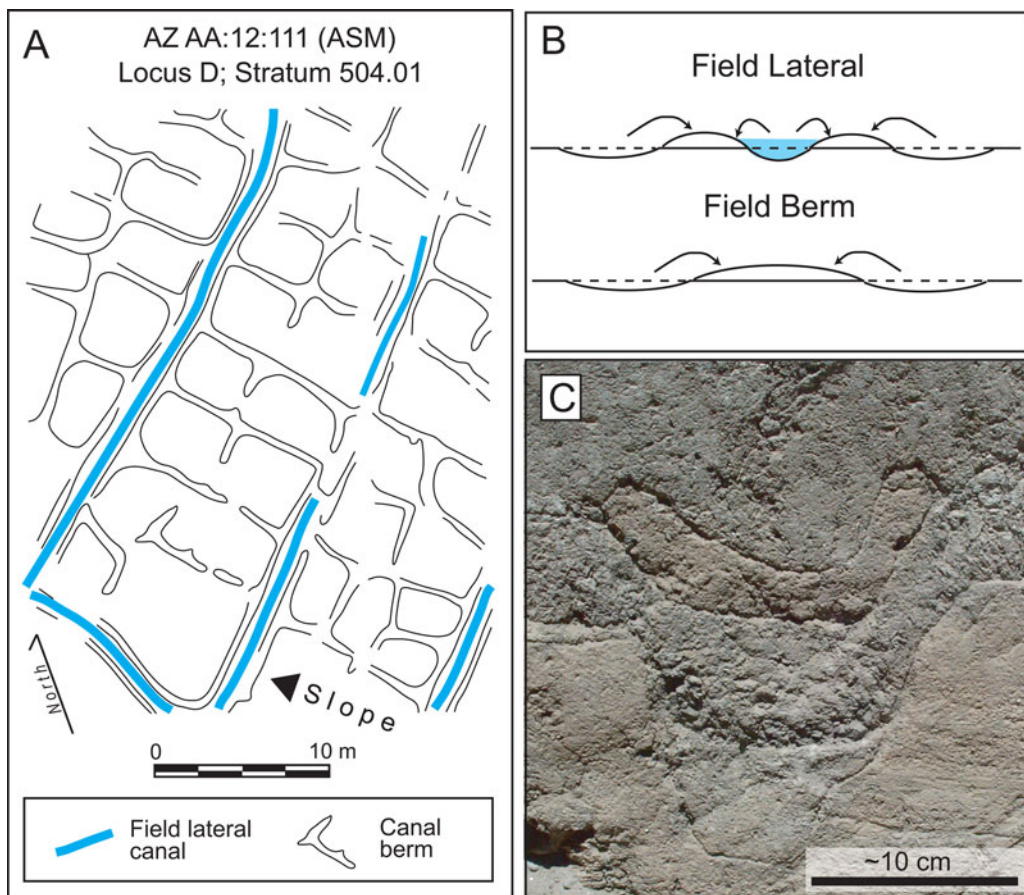 A
AZ AA:12:111 (ASM)
Locus D; Stratum 504.01
North
Slope
0 10 m
Field lateral
canal
Canal
berm
B
Field Lateral
Field Berm
C
~10 cm